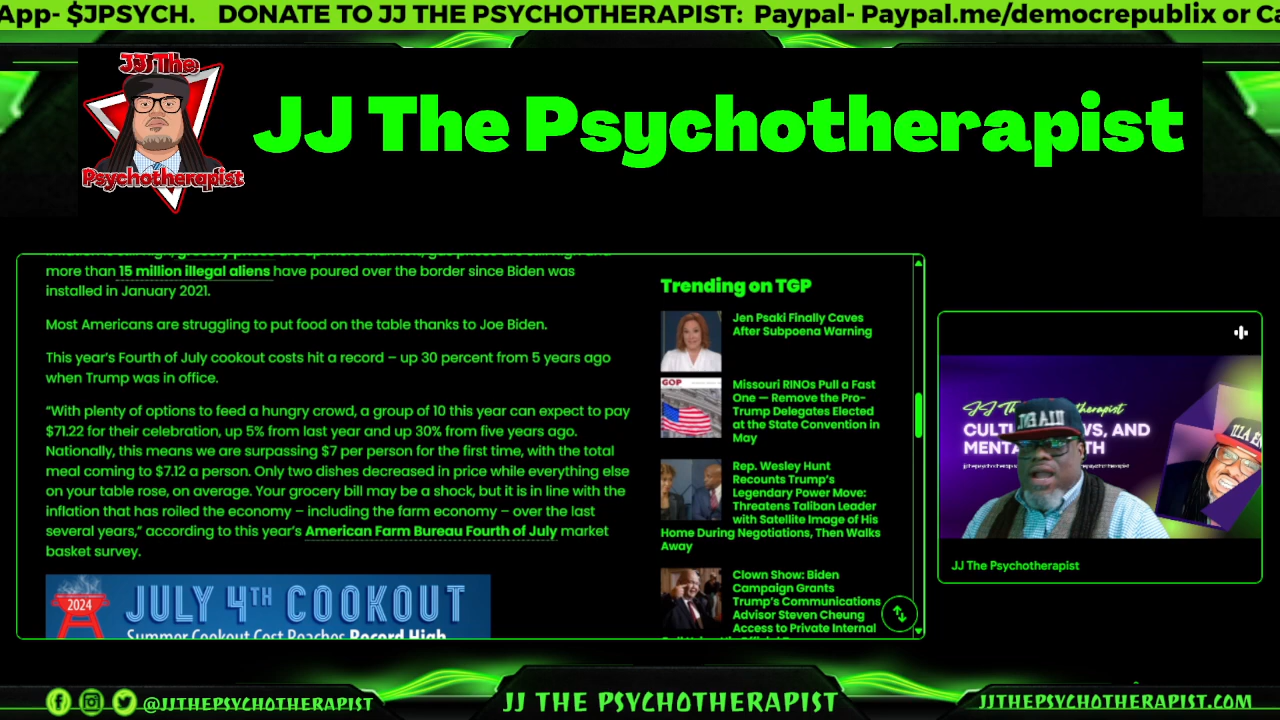 App- $JPSYCH. DONATE TO JJ THE PSYCHOTHERAPIST: Paypal- Paypal.me/democrepublix or Ca
JJ The
Psychotherapist
JJ The Psychotherapist
more than 15 million illegal aliens have poured over the border since Biden was
installed in January 2021.
Most Americans are struggling to put food on the table thanks to Joe Biden.
This year's Fourth of July cookout costs hit a record – up 30 percent from 5 years ago
when Trump was in office.
"With plenty of options to feed a hungry crowd, a group of 10 this year can expect to pay
$71.22 for their celebration, up 5% from last year and up 30% from five years ago.
Nationally, this means we are surpassing $7 per person for the first time, with the total
meal coming to $7.12 a person. Only two dishes decreased in price while everything else
on your table rose, on average. Your grocery bill may be a shock, but it is in line with the
inflation that has roiled the economy – including the farm economy – over the last
several years," according to this year's American Farm Bureau Fourth of July market
basket survey.
2024
JULY 4TH COOKOUT
Summer Cookout Cost Reaches Record High
Trending on TGP
Jen Psaki Finally Caves
After Subpoena Warning
GOP
Missouri RINOs Pull a Fast
One — Remove the Pro-
Trump Delegates Elected
at the State Convention in
May
Rep. Wesley Hunt
Recounts Trump's
Legendary Power Move:
Threatens Taliban Leader
with Satellite Image of His
Home During Negotiations, Then Walks
Away
Clown Show: Biden
Campaign Grants
Trump's Communications
Advisor Steven Cheung
Access to Private Internal
JJ The Psychotherapist
@JJTHEPSYCHOTHERAPIST
JJ THE PSYCHOTHERAPIST
JJTHEPSYCHOTHERAPIST.COM